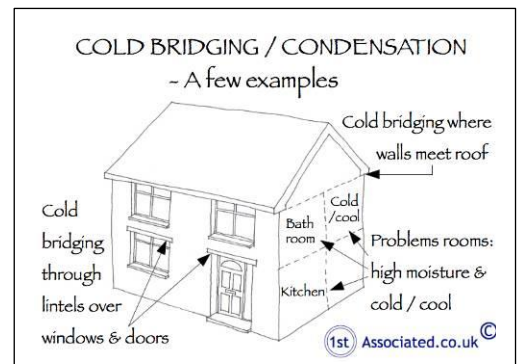 COLD BRIDGING / CONDENSATION
- A few examples
Cold bridging where
walls meet roof
Cold
/cool
Bath
room
Kitchen
Problems rooms:
high moisture &
cold / cool
Cold
bridging
through
lintels over
windows & doors
1st Associated.co.uk ©